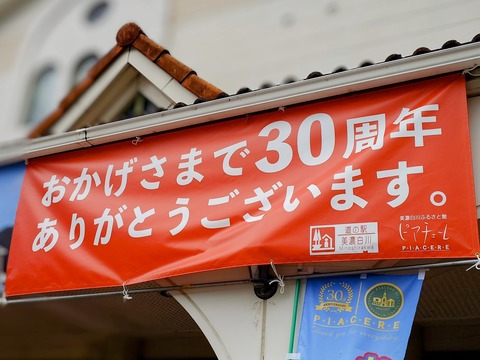 おかげさまで30周年
ありがとうございます。
道の駅
美濃白川
美濃白川ふるさと館
ピアチェーレ
P・I・A・C・E・R・E
30
P・I・A・C・E・R・E